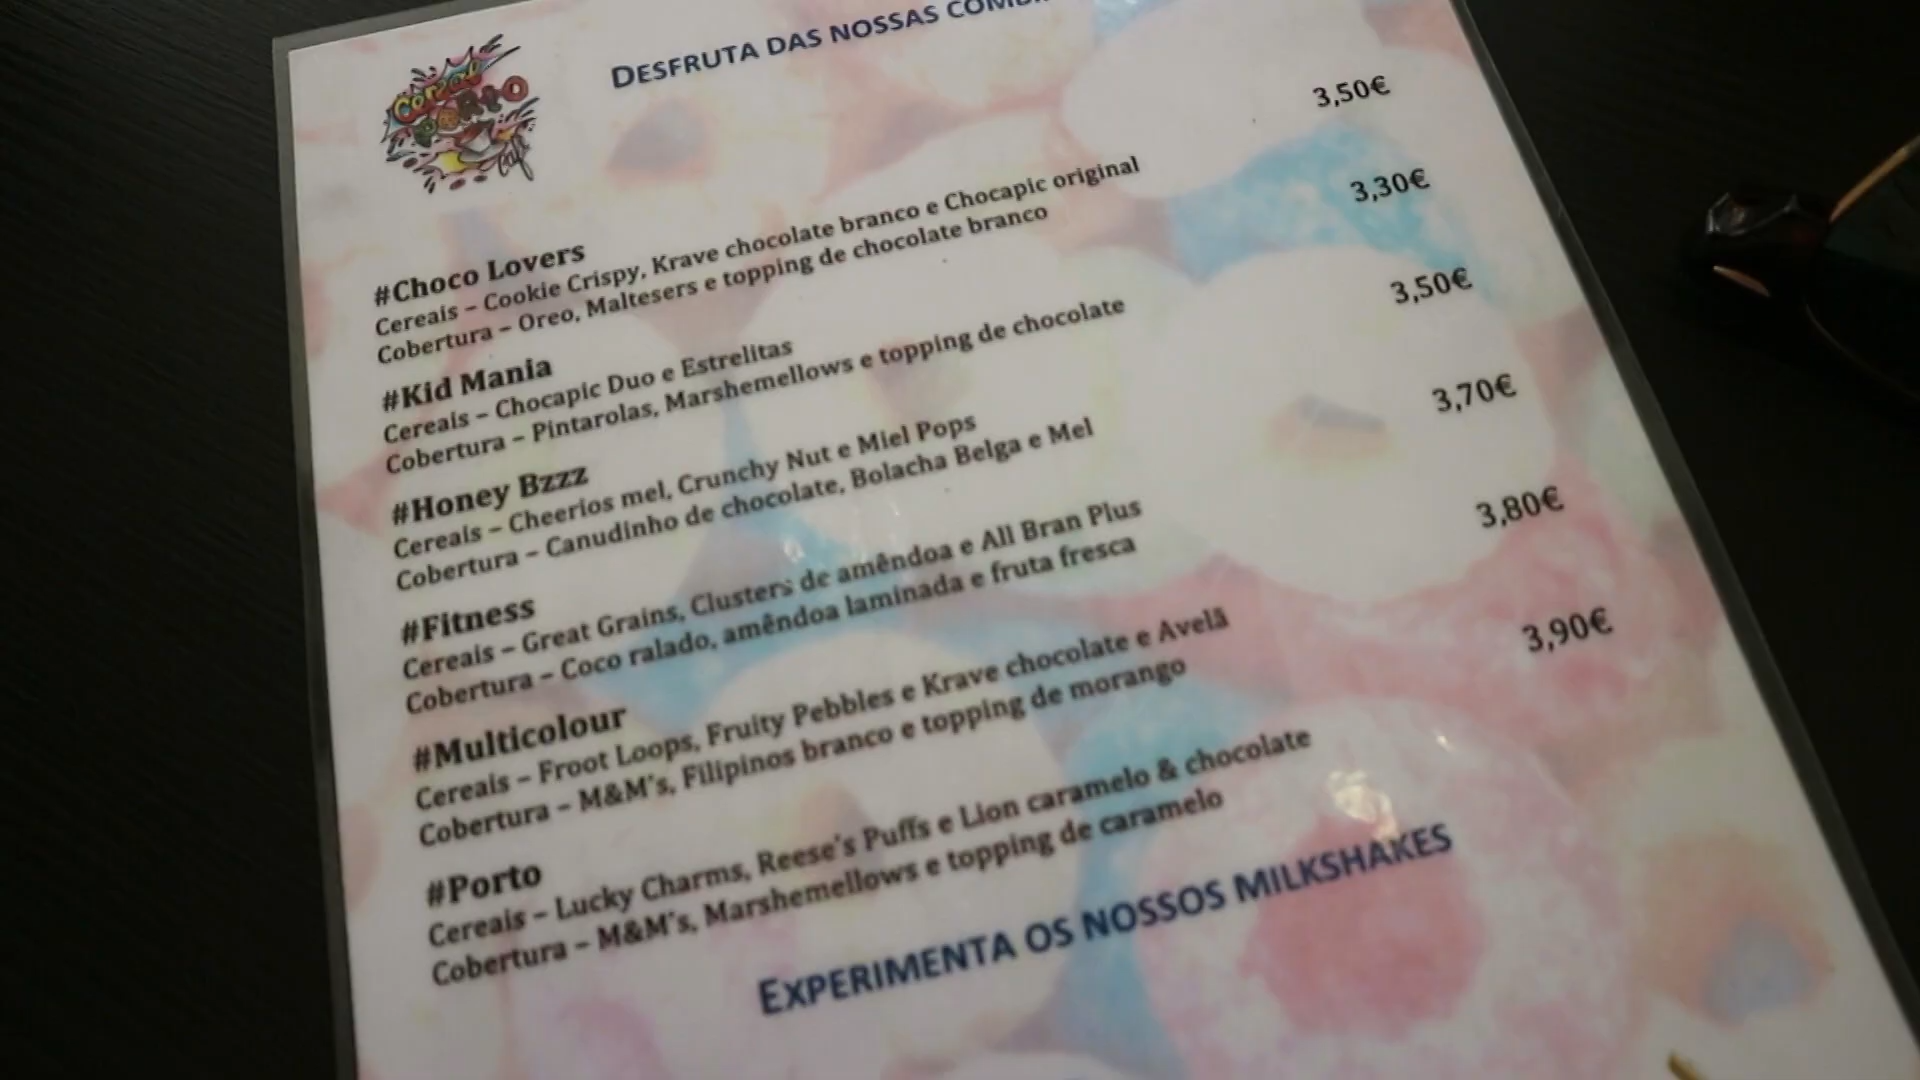 Cereal
PORTO
Café
DESFRUTA DAS NOSSAS
#Choco Lovers 3,50€
Cereais – Cookie Crispy, Krave chocolate branco e Chocapic original
Cobertura – Oreo, Maltesers e topping de chocolate branco
#Kid Mania 3,30€
Cereais – Chocapic Duo e Estrelitas
Cobertura – Pintarolas, Marshemellows e topping de chocolate
#Honey Bzzz 3,50€
Cereais – Cheerios mel, Crunchy Nut e Miel Pops
Cobertura – Canudinho de chocolate, Bolacha Belga e Mel
#Fitness 3,70€
Cereais – Great Grains, Clusters de amêndoa e All Bran Plus
Cobertura – Coco ralado, amêndoa laminada e fruta fresca
#Multicolour 3,80€
Cereais – Froot Loops, Fruity Pebbles e Krave chocolate e Avelã
Cobertura – M&M's, Filipinos branco e topping de morango
#Porto 3,90€
Cereais – Lucky Charms, Reese's Puffs e Lion caramelo & chocolate
Cobertura – M&M's, Marshemellows e topping de caramelo
EXPERIMENTA OS NOSSOS MILKSHAKES